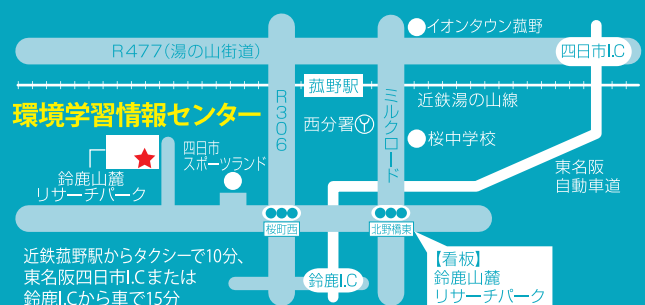 イオンタウン菰野
R477(湯の山街道)
四日市I.C
菰野駅
近鉄湯の山線
環境学習情報センター
R306
ミルクロード
西分署
桜中学校
四日市
スポーツランド
鈴鹿山麓
リサーチパーク
東名阪
自動車道
桜町西
北野橋東
近鉄菰野駅からタクシーで10分、
東名阪四日市I.Cまたは
鈴鹿I.Cから車で15分
鈴鹿I.C
【看板】
鈴鹿山麓
リサーチパーク